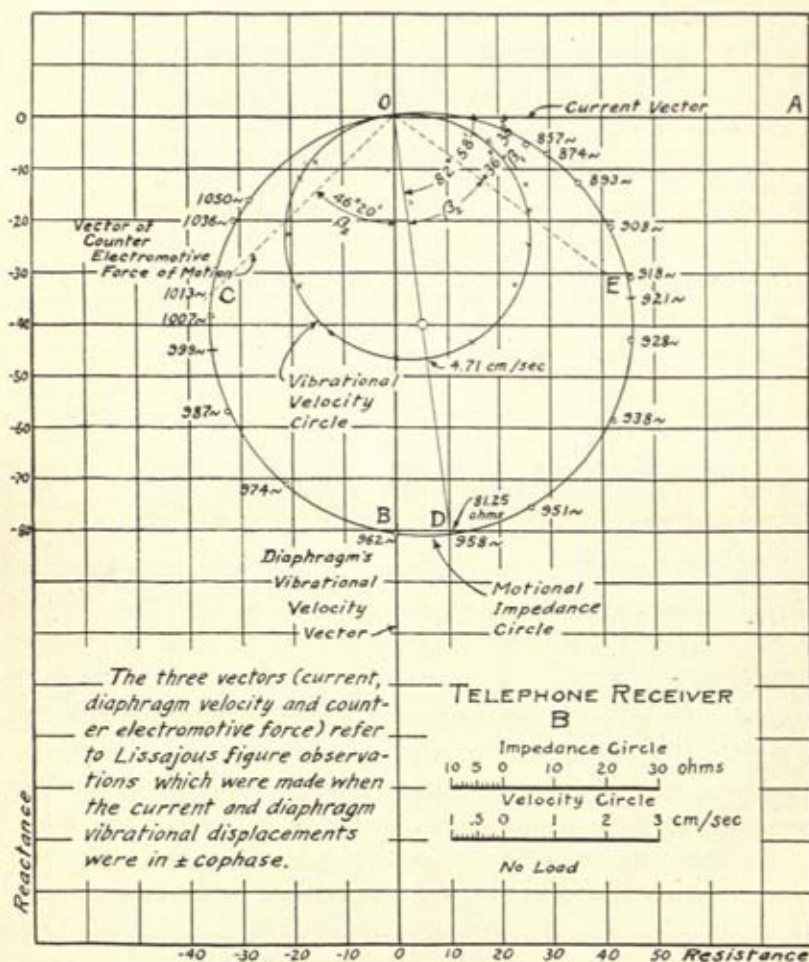 O
Current Vector
A
0
-10
-20
-30
-40
-50
-60
-70
-80
857~
874~
893~
908~
918~
921~
928~
938~
951~
958~
962~
974~
987~
999~
1007~
1013~
1036~
1050~
82° 58'
36° 38'
β₁
46°20'
β₂
β₂
Vector of
Counter
Electromotive
Force of Motion
C
E
4.71 cm/sec
Vibrational
Velocity
Circle
B
D
81.25
ohms
Diaphragm's
Vibrational
Velocity
Vector
Motional
Impedance
Circle
The three vectors (current,
diaphragm velocity and count-
er electromotive force) refer
to Lissajous figure observa-
tions which were made when
the current and diaphragm
vibrational displacements
were in ± cophase.
TELEPHONE RECEIVER
B
Impedance Circle
10 5 0 10 20 30 ohms
Velocity Circle
1 .5 0 1 2 3 cm/sec
No Load
Reactance
-40 -30 -20 -10 0 10 20 30 40 50 Resistance